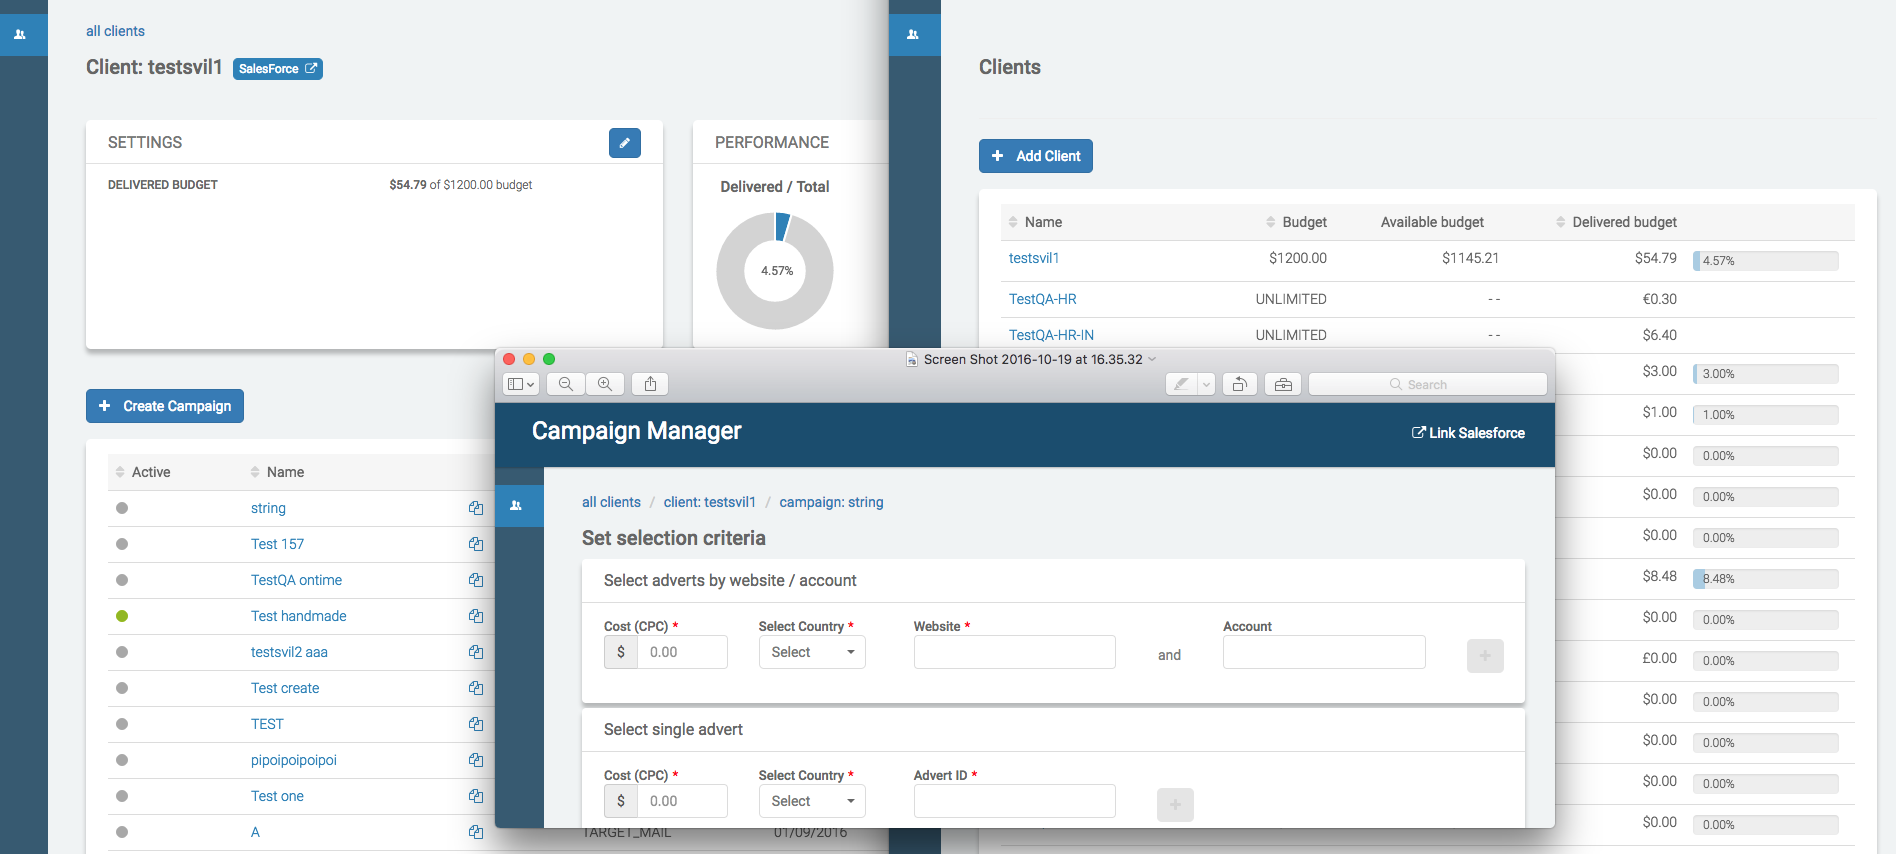 all clients
Client: testsvil1 SalesForce
SETTINGS
DELIVERED BUDGET $54.79 of $1200.00 budget
PERFORMANCE
Delivered / Total
4.57%
+ Create Campaign
Active Name
string
Test 157
TestQA ontime
Test handmade
testsvil2 aaa
Test create
TEST
pipoipoipoipoi
Test one
A TARGET_MAIL 01/09/2016
Clients
+ Add Client
Name Budget Available budget Delivered budget
testsvil1 $1200.00 $1145.21 $54.79 4.57%
TestQA-HR UNLIMITED - - €0.30
TestQA-HR-IN UNLIMITED - - $6.40
$3.00 3.00%
$1.00 1.00%
$0.00 0.00%
$0.00 0.00%
$0.00 0.00%
$8.48 8.48%
$0.00 0.00%
£0.00 0.00%
$0.00 0.00%
$0.00 0.00%
$0.00 0.00%
$0.00 0.00%
Screen Shot 2016-10-19 at 16.35.32
Search
Campaign Manager
Link Salesforce
all clients / client: testsvil1 / campaign: string
Set selection criteria
Select adverts by website / account
Cost (CPC) * Select Country * Website * Account
$ 0.00 Select and +
Select single advert
Cost (CPC) * Select Country * Advert ID *
$ 0.00 Select +